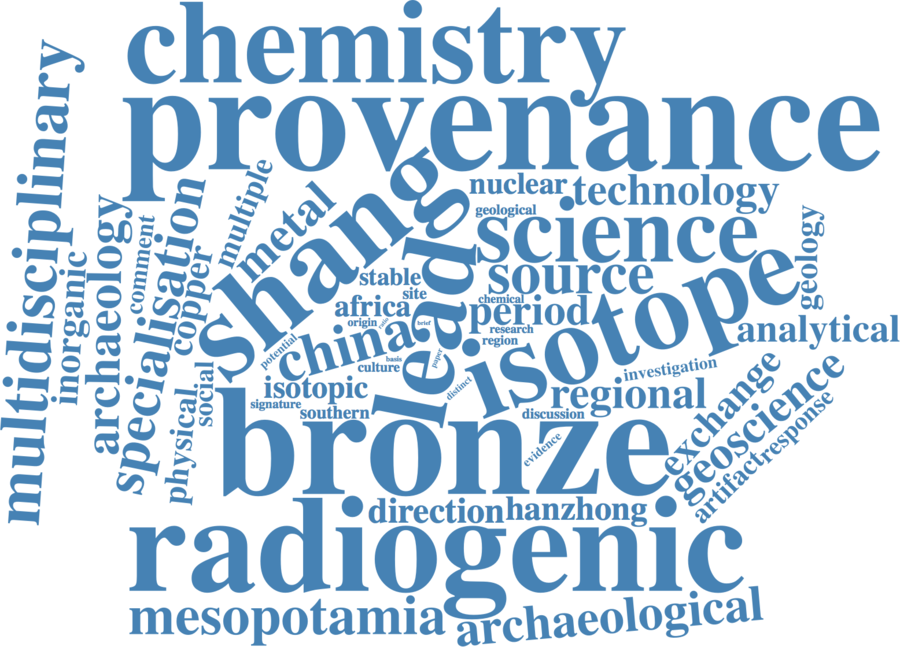 chemistry
provenance
multidisciplinary
inorganic
archaeology
comment
specialisation
copper
multiple
metal
shang
lead
nuclear
technology
geological
science
source
isotope
geology
stable
site
africa
origin
ratio
brief
chemical
period
research
region
analytical
potential
china
basis
culture
paper
distinct
investigation
isotopic
signature
southern
regional
discussion
physical
social
bronze
evidence
exchange
geoscience
artifact
response
direction
hanzhong
radiogenic
mesopotamia
archaeological